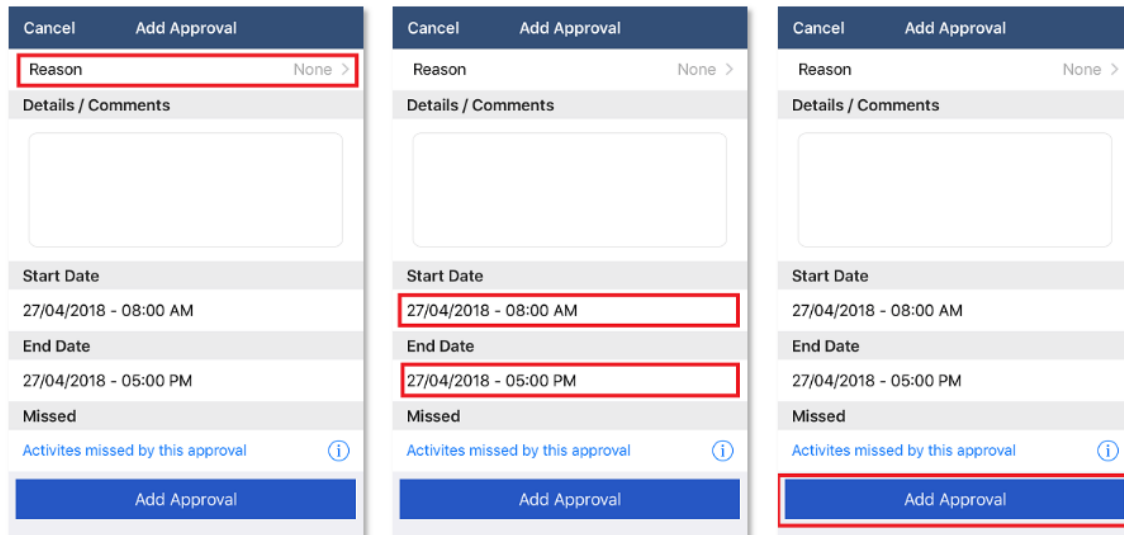 Cancel Add Approval
Reason None >
Details / Comments
Start Date
27/04/2018 - 08:00 AM
End Date
27/04/2018 - 05:00 PM
Missed
Activites missed by this approval
Add Approval
Cancel Add Approval
Reason None >
Details / Comments
Start Date
27/04/2018 - 08:00 AM
End Date
27/04/2018 - 05:00 PM
Missed
Activites missed by this approval
Add Approval
Cancel Add Approval
Reason None >
Details / Comments
Start Date
27/04/2018 - 08:00 AM
End Date
27/04/2018 - 05:00 PM
Missed
Activites missed by this approval
Add Approval